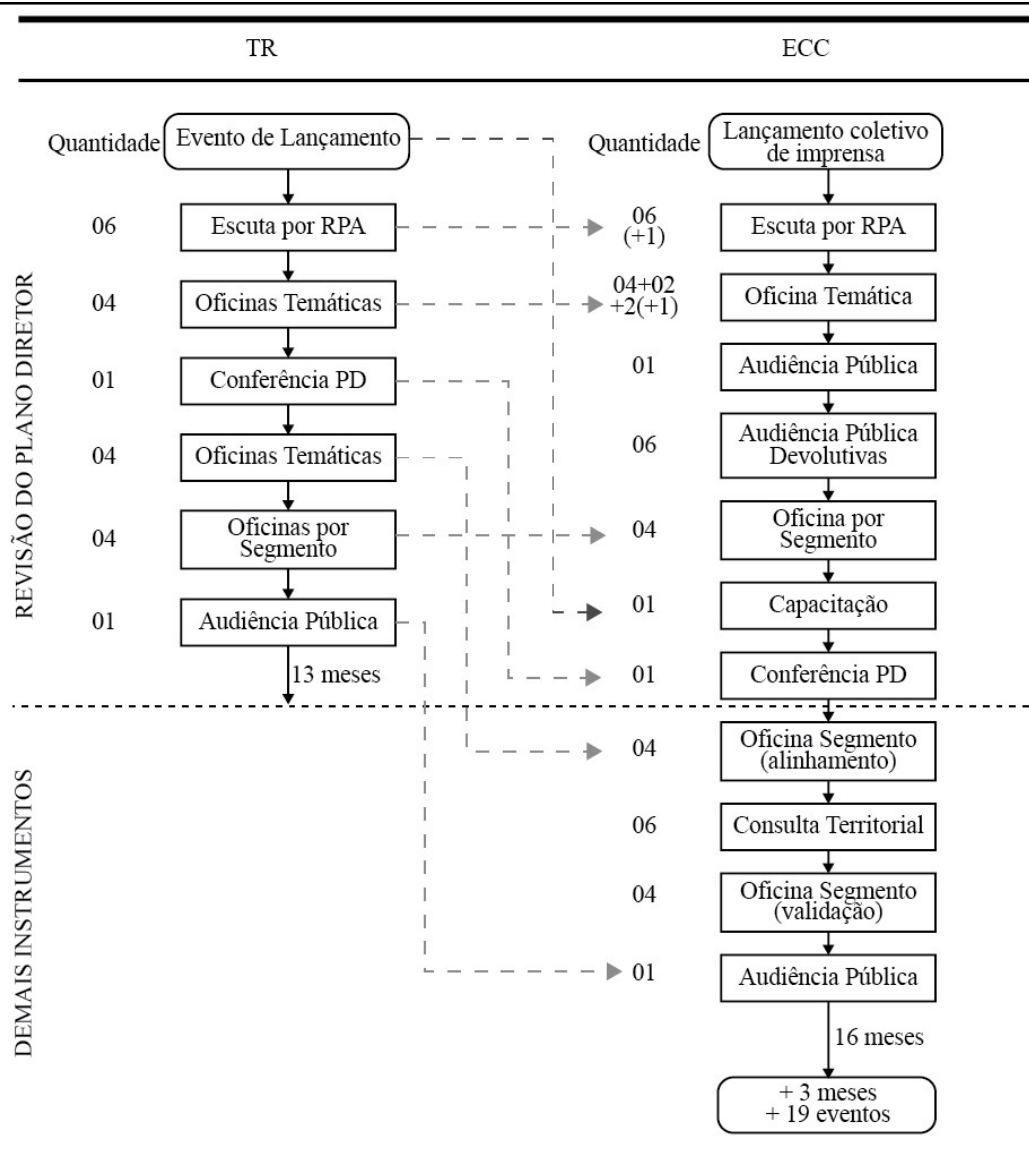 TR
ECC
Quantidade
Evento de Lançamento
Quantidade
Lançamento coletivo
de imprensa
06
Escuta por RPA
06
(+1)
Escuta por RPA
04
Oficinas Temáticas
04+02
+2(+1)
Oficina Temática
01
Conferência PD
01
Audiência Pública
04
Oficinas Temáticas
06
Audiência Pública
Devolutivas
04
Oficinas por
Segmento
04
Oficina por
Segmento
01
Audiência Pública
01
Capacitação
13 meses
01
Conferência PD
REVISÃO DO PLANO DIRETOR
04
Oficina Segmento
(alinhamento)
06
Consulta Territorial
04
Oficina Segmento
(validação)
01
Audiência Pública
16 meses
+ 3 meses
+ 19 eventos
DEMAIS INSTRUMENTOS